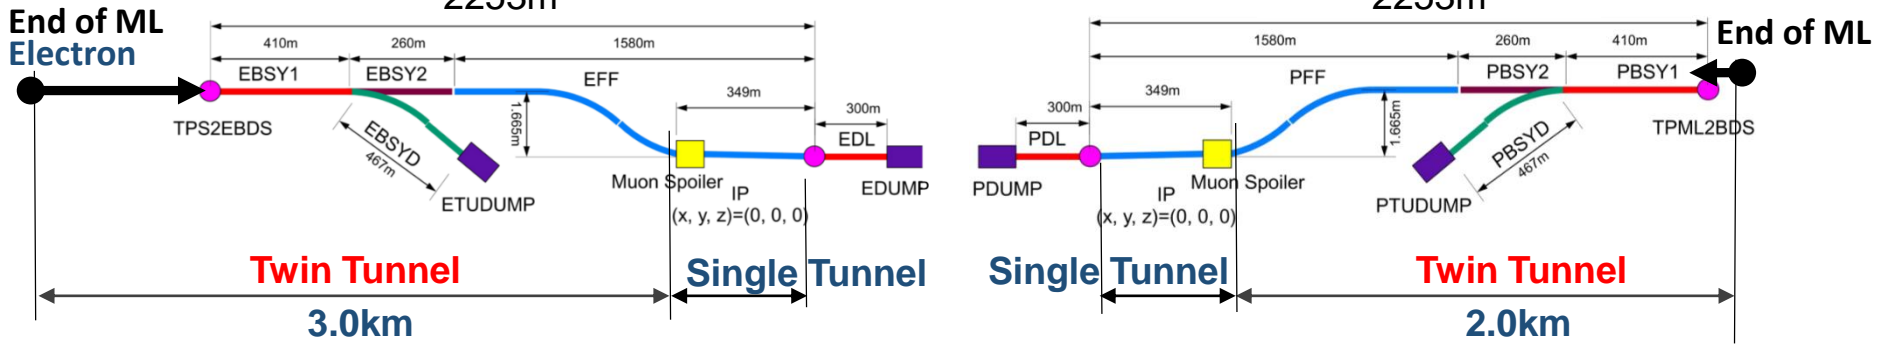 2253m
End of ML
Electron
410m
260m
1580m
EBSY1
EBSY2
EFF
349m
300m
1.665m
TPS2EBDS
EBSYD
467m
EDL
Muon Spoiler
ETUDUMP
IP
(x, y, z)=(0, 0, 0)
EDUMP
Twin Tunnel
Single Tunnel
3.0km
2253m
End of ML
1580m
260m
410m
PFF
PBSY2
PBSY1
349m
300m
1.665m
TPML2BDS
PDL
PBSYD
467m
PDUMP
IP
Muon Spoiler
(x, y, z)=(0, 0, 0)
PTUDUMP
Single Tunnel
Twin Tunnel
2.0km